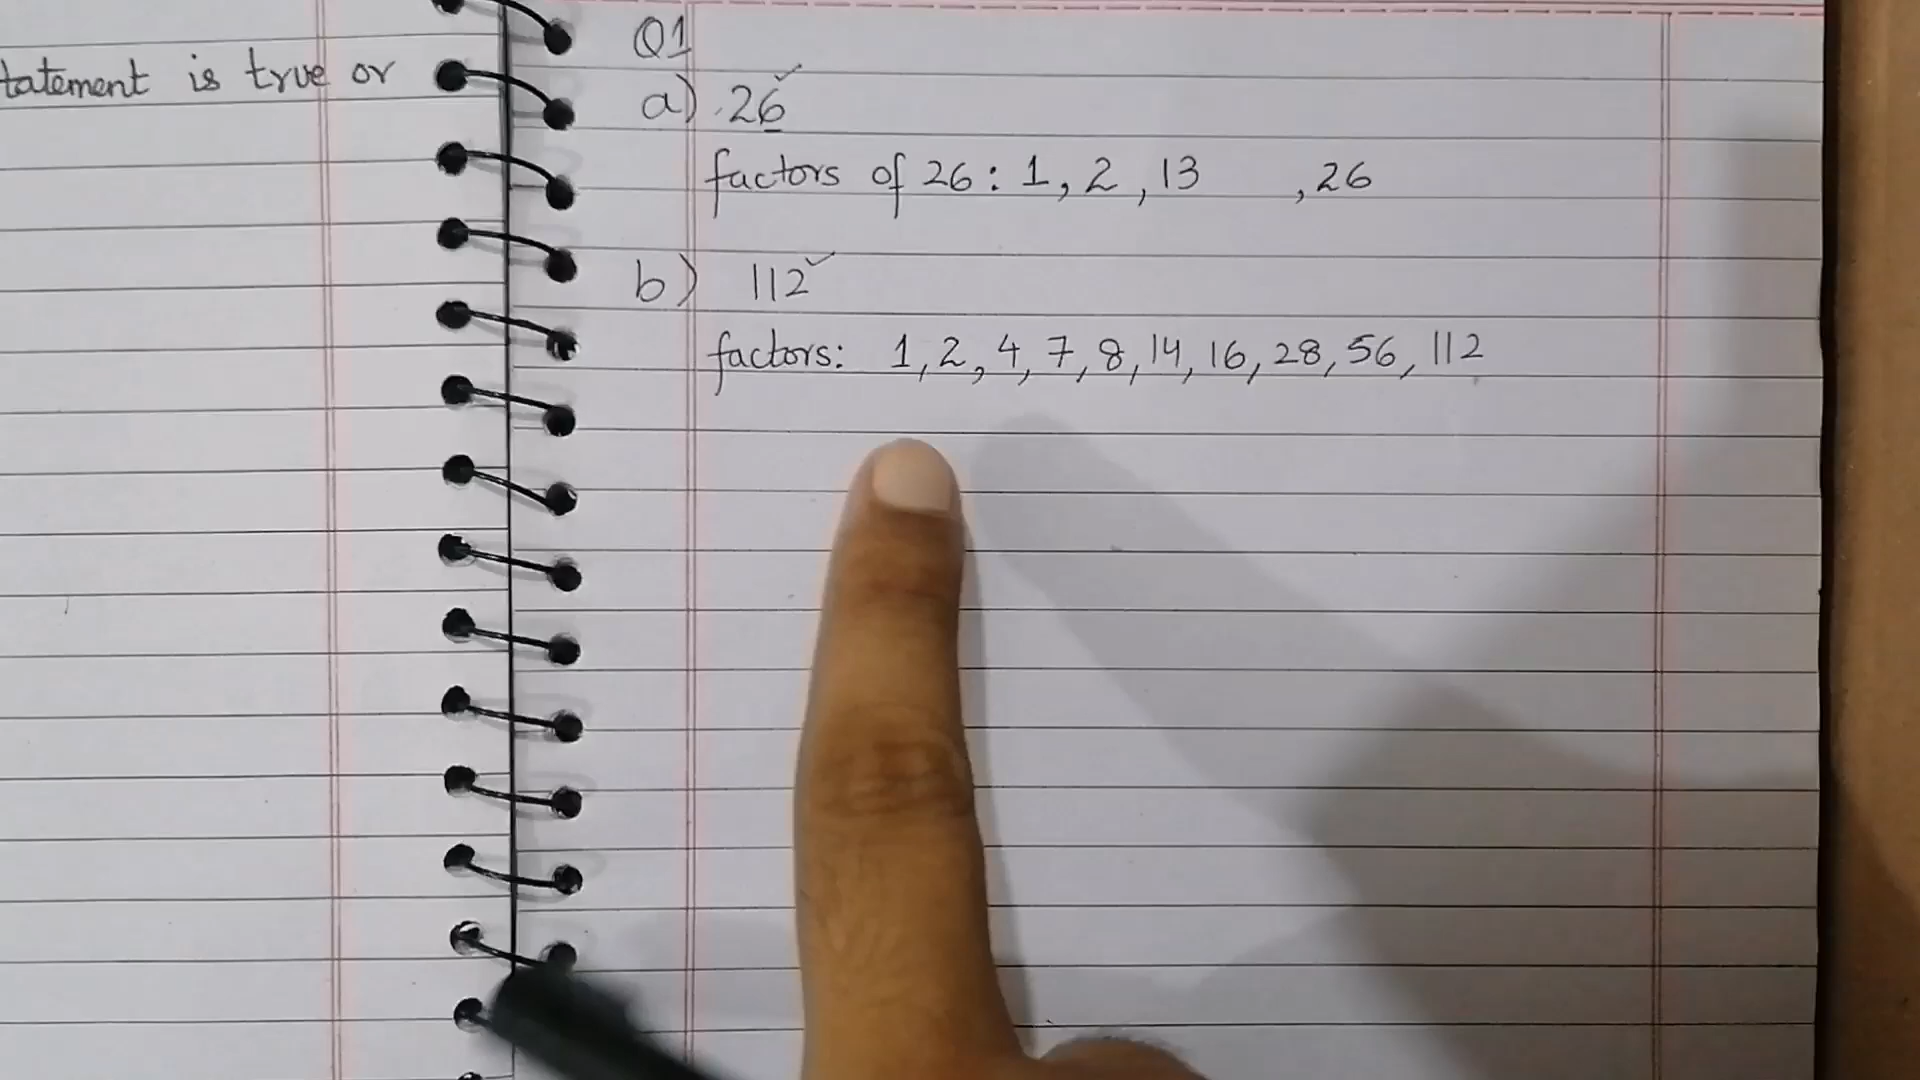 tatement is true or
Q1
a) 26
factors of 26 : 1, 2, 13 , 26
b) 112
factors: 1, 2, 4, 7, 8, 14, 16, 28, 56, 112